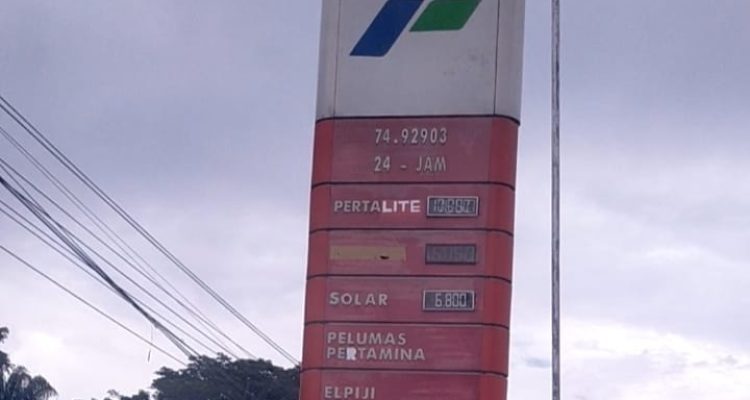 74.92903
24 - JAM
PERTALITE
SOLAR 6.800
PELUMAS
PERTAMINA
ELPIJI